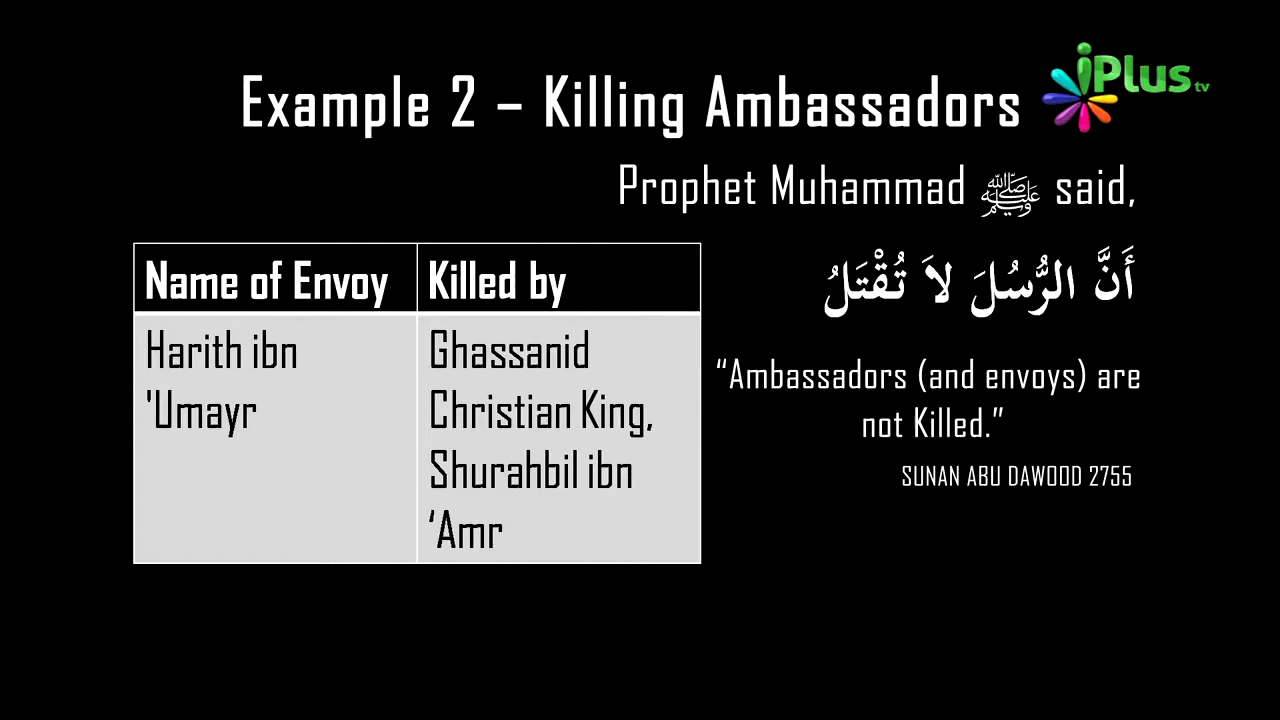 Example 2 – Killing Ambassadors
iPlus tv
Prophet Muhammad ﷺ said,
أَنَّ الرُّسُلَ لاَ تُقْتَلُ
“Ambassadors (and envoys) are
not Killed.”
SUNAN ABU DAWOOD 2755
Name of Envoy
Killed by
Harith ibn
'Umayr
Ghassanid
Christian King,
Shurahbil ibn
‘Amr